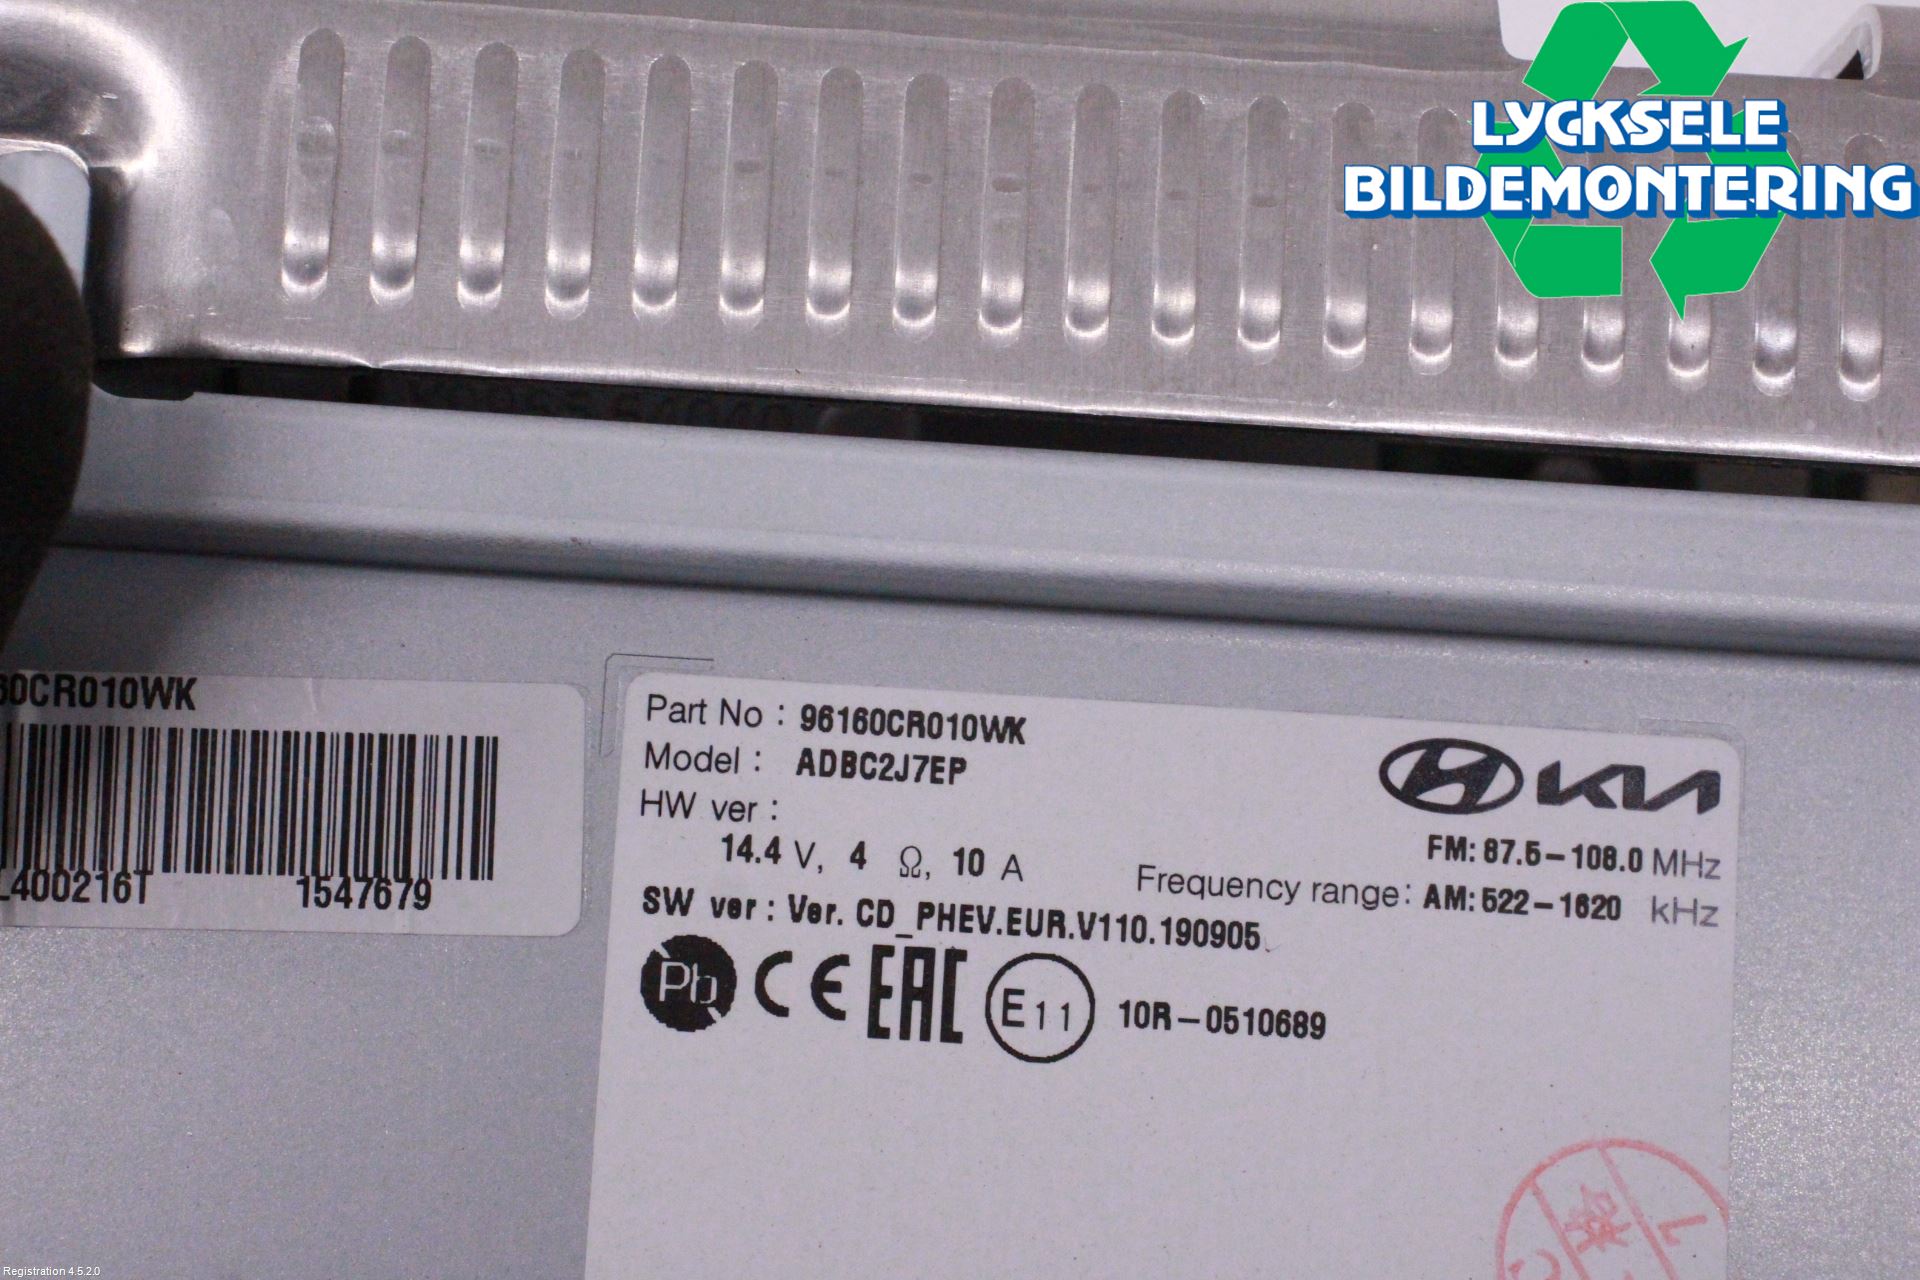 LYCKSELE
BILDEMONTERING
60CR010WK
L400216T 1547679
Part No : 96160CR010WK
Model : ADBC2J7EP
HW ver :
14.4 V, 4 Ω, 10 A
KIA
FM: 87.5-108.0 MHz
Frequency range: AM: 522-1620 kHz
SW ver : Ver. CD_PHEV.EUR.V110.190905
Pb CE EAC E11 10R-0510689
Registration 4.5.2.0